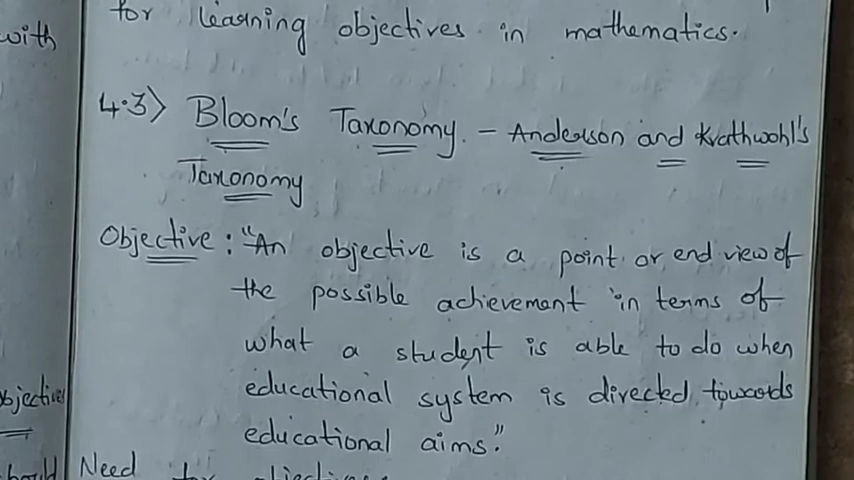 with
for learning objectives in mathematics.
4.3> Bloom's Taxonomy. - Anderson and Krathwohl's
Taxonomy
Objective : "An objective is a point or end view of
the possible achievement in terms of
what a student is able to do when
educational system is directed towards
educational aims."
Need for